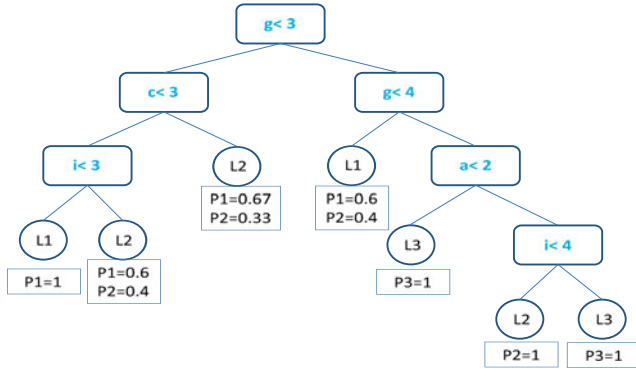 g< 3
c< 3
g< 4
i< 3
L2
L1
a< 2
P1=0.67
P2=0.33
P1=0.6
P2=0.4
L1
L2
L3
i< 4
P1=1
P1=0.6
P2=0.4
P3=1
L2
L3
P2=1
P3=1